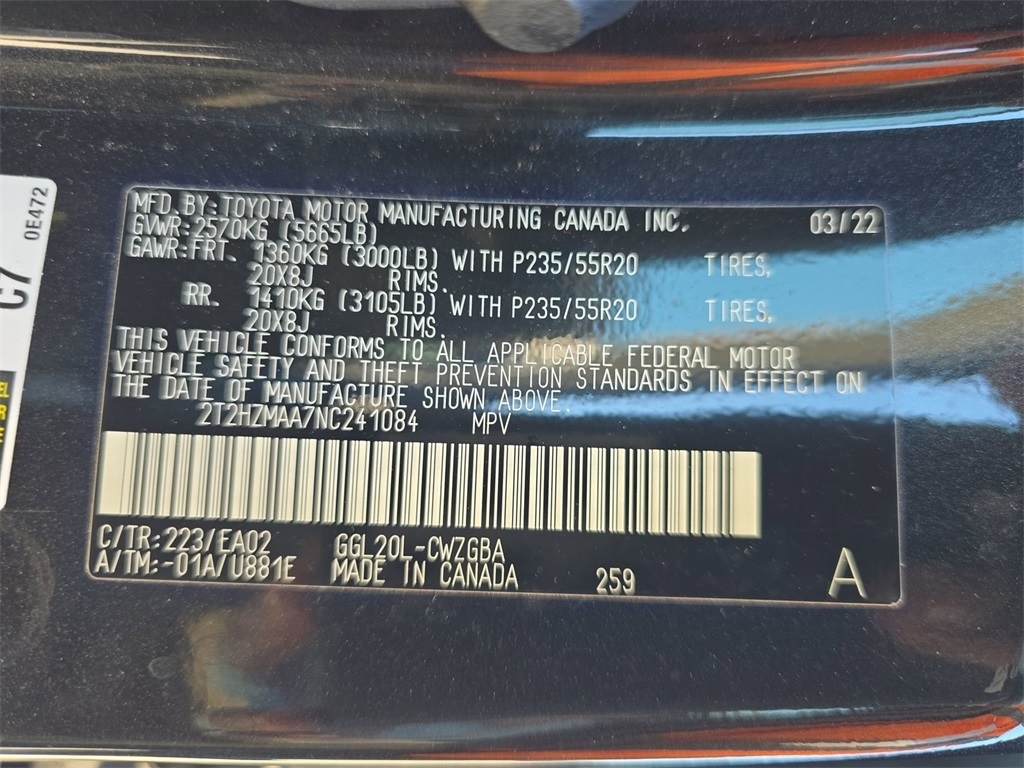 MFD.BY:TOYOTA MOTOR MANUFACTURING CANADA INC. 03/22
GVWR:2570KG (5665LB)
GAWR:FRT. 1360KG (3000LB) WITH P235/55R20 TIRES,
20X8J RIMS.
RR. 1410KG (3105LB) WITH P235/55R20 TIRES,
20X8J RIMS.
THIS VEHICLE CONFORMS TO ALL APPLICABLE FEDERAL MOTOR
VEHICLE SAFETY AND THEFT PREVENTION STANDARDS IN EFFECT ON
THE DATE OF MANUFACTURE SHOWN ABOVE.
2T2HZMAA7NC241084 MPV
C/TR:223/EA02 GGL20L-CWZGBA
A/TM:-01A/U881E MADE IN CANADA 259 A
0E472
C7